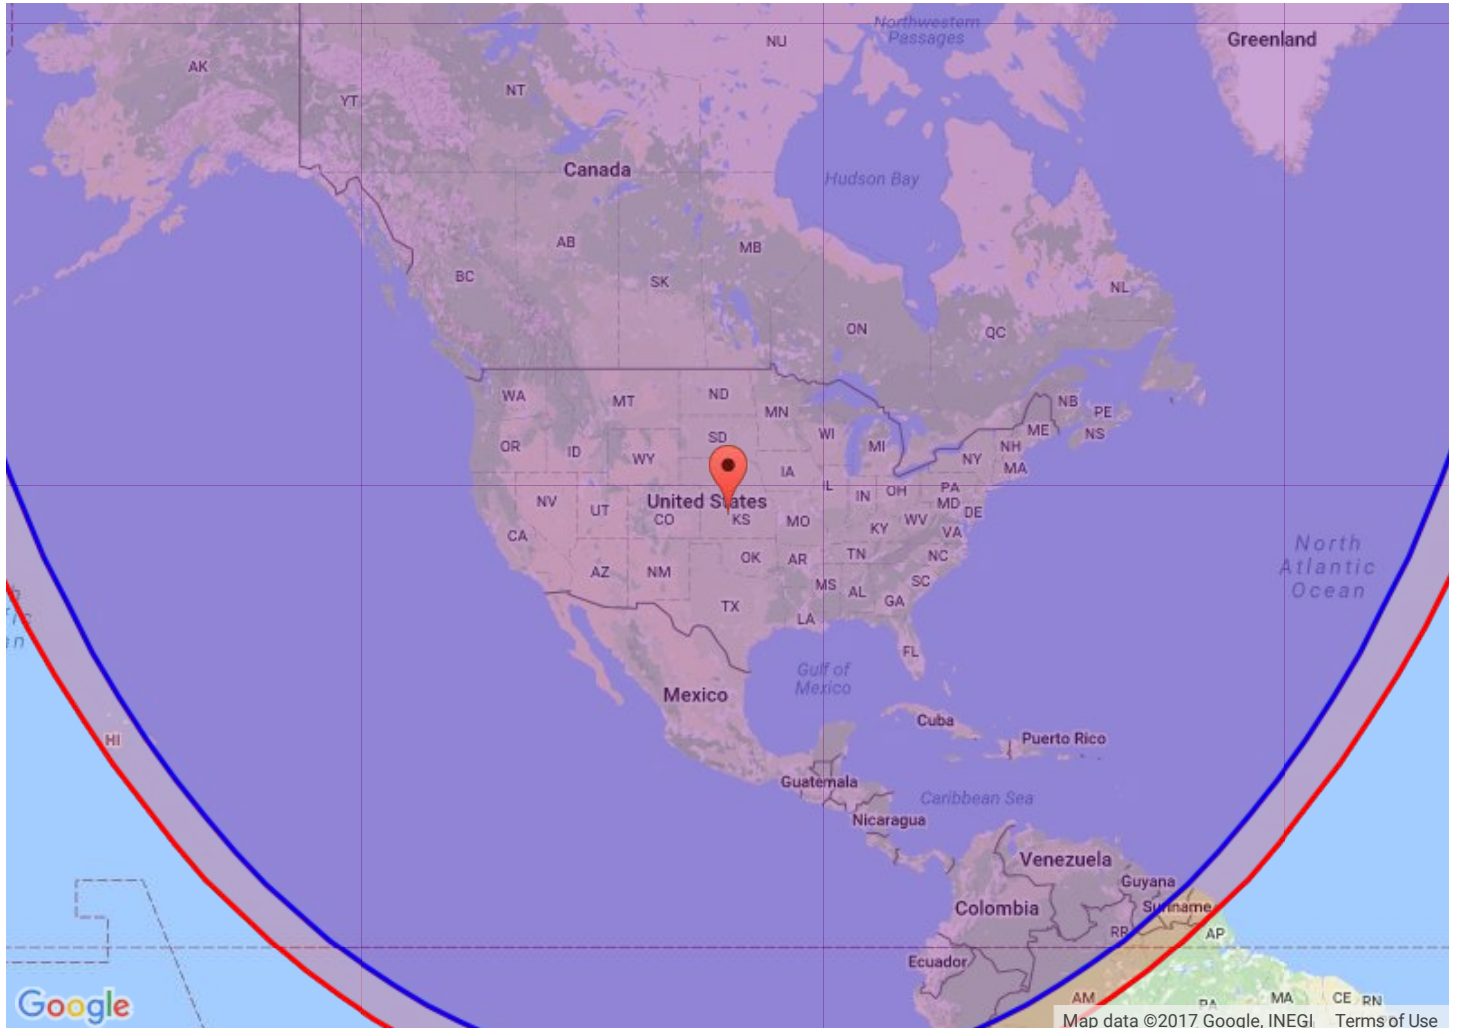 Northwestern
Passages
NU
Greenland
AK
YT
NT
Canada
Hudson Bay
AB
MB
BC
SK
NL
ON
QC
WA
MT
ND
MN
NB
PE
OR
ID
SD
WI
MI
ME
NS
NH
WY
NY
MA
IA
NV
UT
United States
CO
KS
MO
IL
IN
OH
PA
MD
DE
WV
KY
VA
CA
OK
AR
TN
NC
AZ
NM
MS
AL
SC
GA
TX
LA
North
Atlantic
Ocean
FL
Gulf of
Mexico
Mexico
HI
Cuba
Puerto Rico
Guatemala
Caribbean Sea
Nicaragua
Venezuela
Guyana
Colombia
Suriname
RR
AP
Ecuador
AM
PA
MA
CE
RN
Google
Map data ©2017 Google, INEGI
Terms of Use